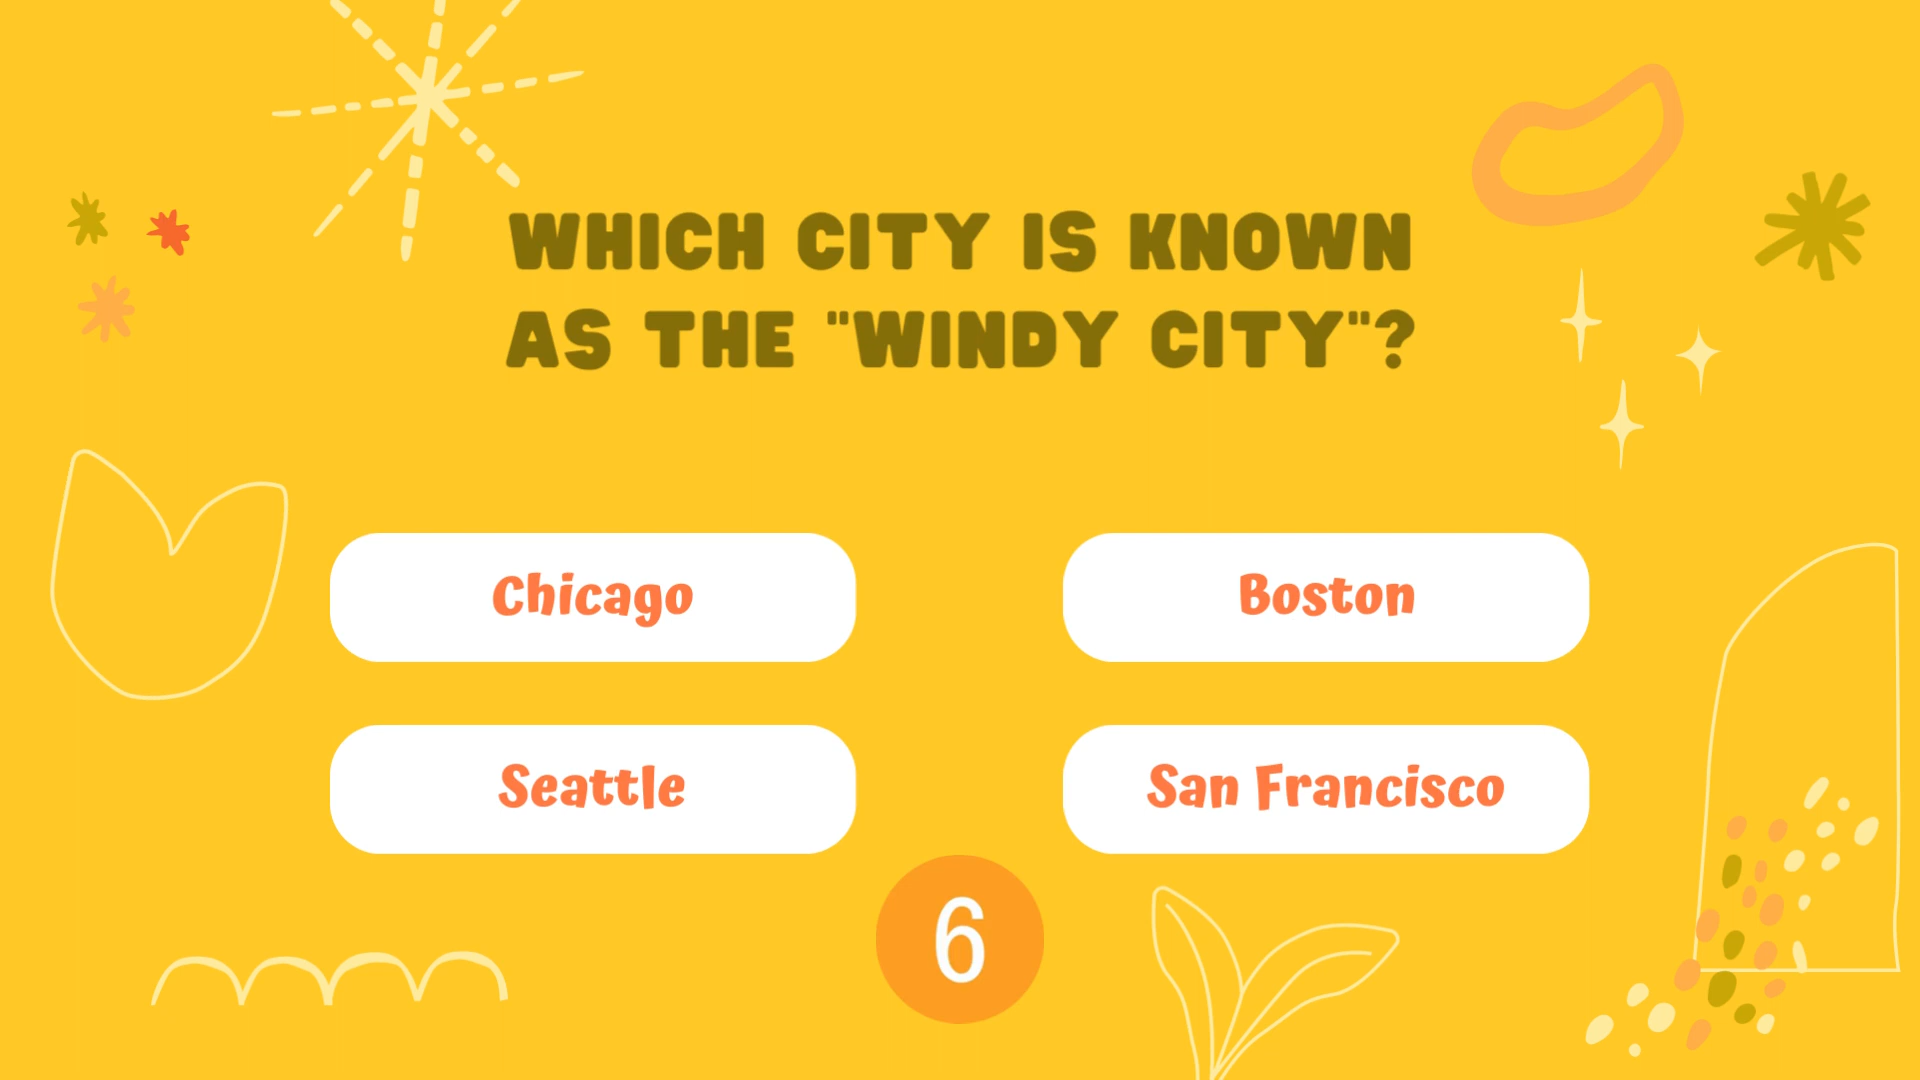 WHICH CITY IS KNOWN
AS THE "WINDY CITY"?
Chicago
Boston
Seattle
San Francisco
6